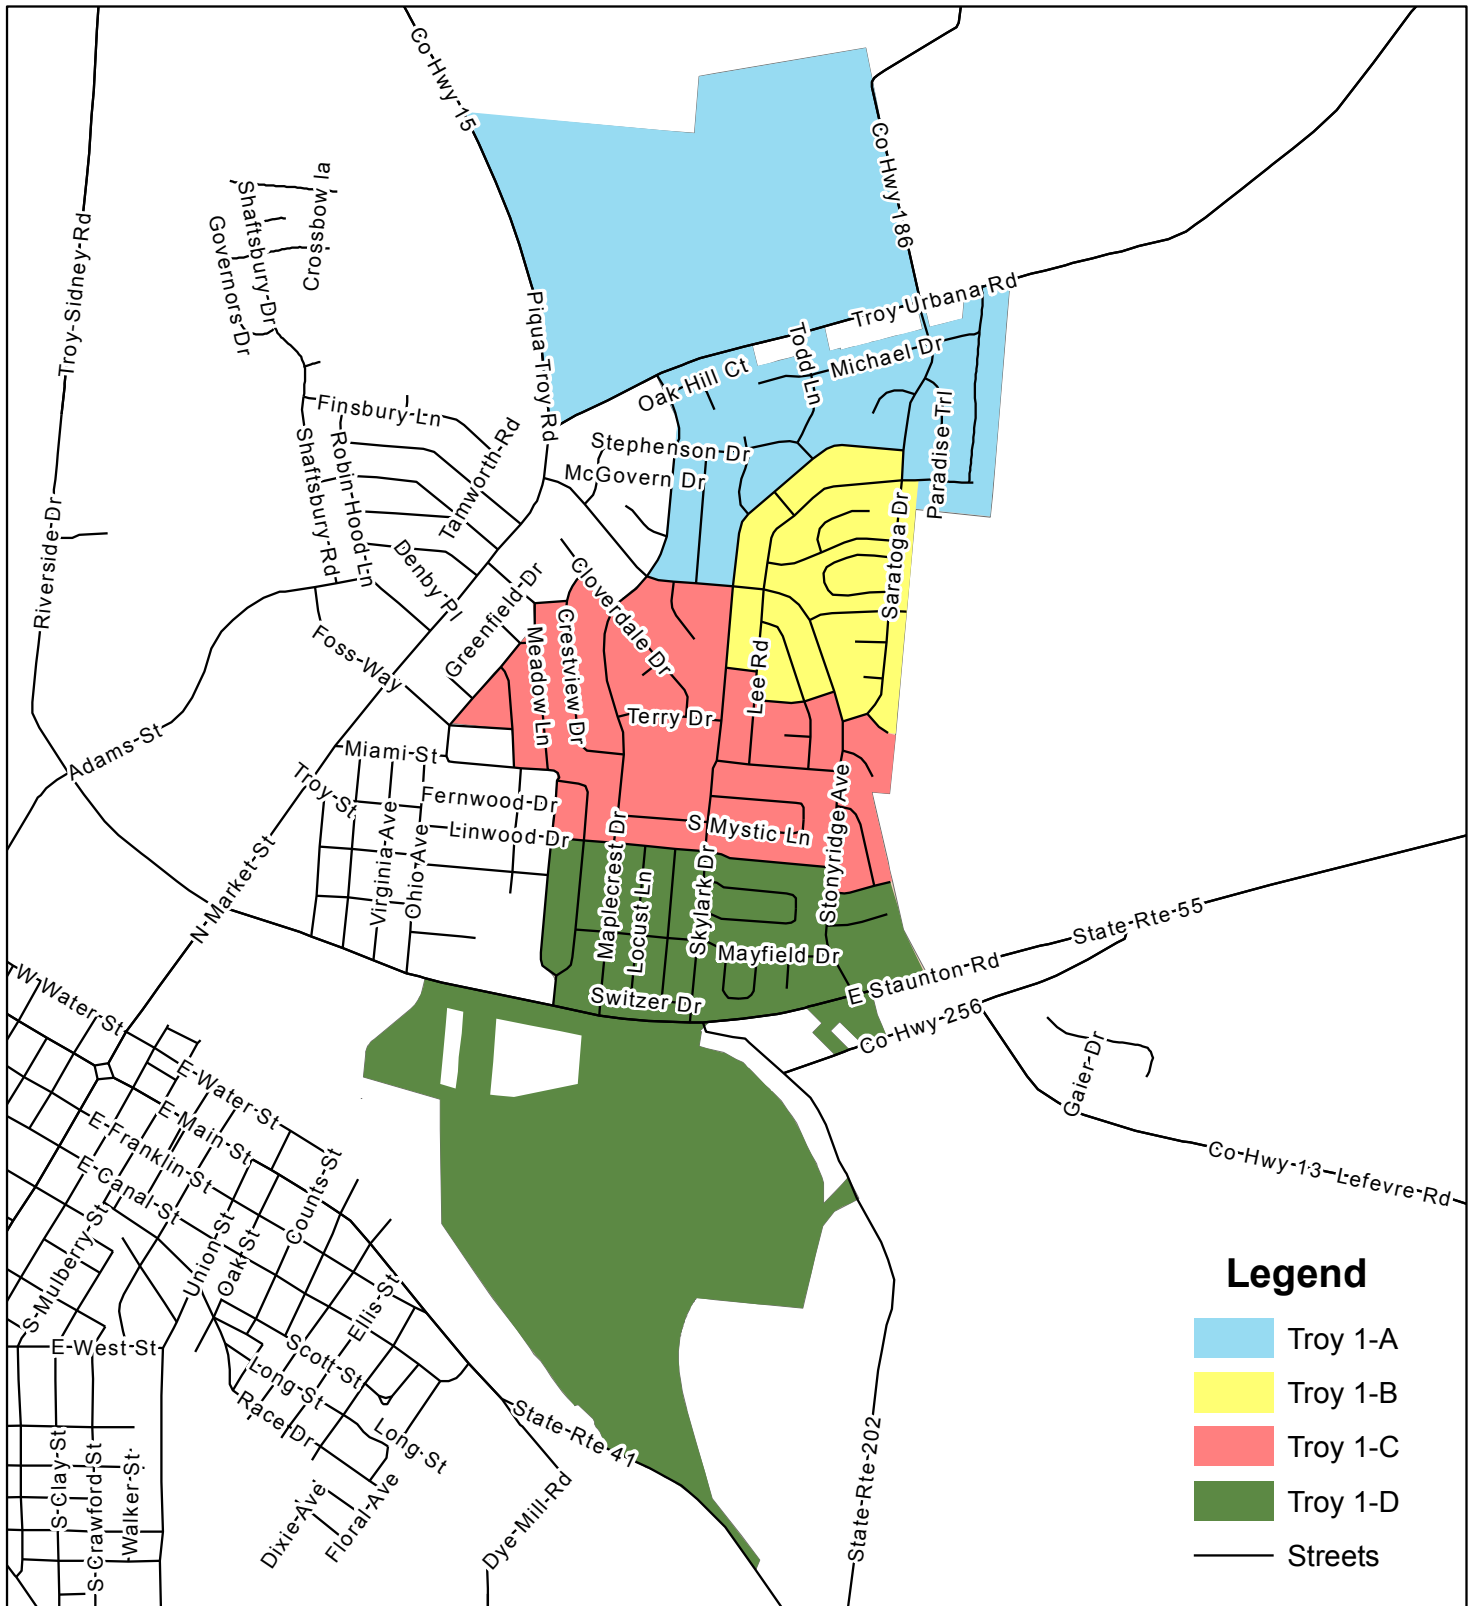 Co-Hwy-15
Co-Hwy-186
Troy-Sidney-Rd
Crossbow la
Shaftsbury-Dr
Governors-Dr
Piqua-Troy-Rd
Troy Urbana Rd
Todd-Ln
Michael Dr
Oak Hill Ct
Paradise Trl
Finsbury-Ln
Tamworth-Rd
Stephenson Dr
McGovern Dr
Shaftsbury-Rd
Robin-Hood-Ln
Saratoga-Dr
Riverside-Dr
Denby-Pl
Greenfield-Dr
Cloverdale Dr
Foss-Way
Meadow-Ln
Crestview Dr
Lee Rd
Terry Dr
Adams-St
Miami-St
Troy-St
Fernwood-Dr
Linwood-Dr
S Mystic Ln
Stonyridge Ave
Virginia-Ave
Ohio-Ave
Maplecrest Dr
Locust Ln
Skylark Dr
N-Market-St
Mayfield Dr
Switzer Dr
E Staunton-Rd
State-Rte-55
Co-Hwy-256
W-Water-St
E-Water-St
E-Main-St
E-Franklin-St
E-Canal-St
Gaier-Dr
Co-Hwy-13
Lefevre-Rd
Counts-St
Union-St
Oak-St
S-Mulberry-St
Ellis-St
E-West-St
Scott-St
Long-St
Race-Dr
Long-St
State-Rte-41
S-Clay-St
S-Crawford-St
Walker-St
Dixie-Ave
Floral-Ave
Dye-Mill-Rd
State-Rte-202
Legend
Troy 1-A
Troy 1-B
Troy 1-C
Troy 1-D
Streets